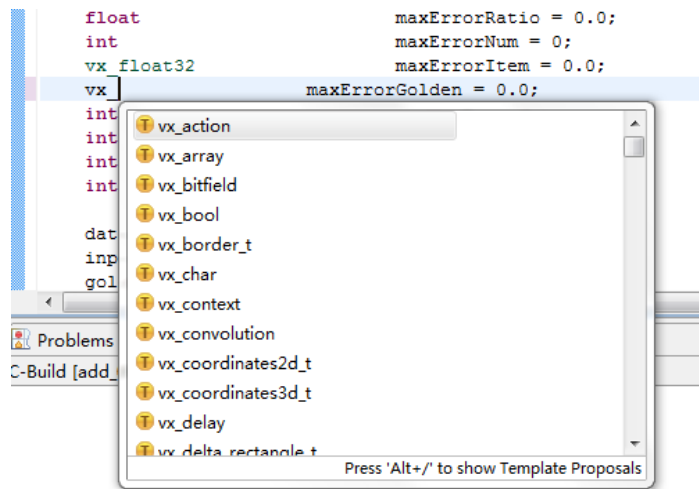 float maxErrorRatio = 0.0;
int maxErrorNum = 0;
vx_float32 maxErrorItem = 0.0;
vx_ maxErrorGolden = 0.0;
int
int
int
int
dat
inp
gol
vx_action
vx_array
vx_bitfield
vx_bool
vx_border_t
vx_char
vx_context
vx_convolution
vx_coordinates2d_t
vx_coordinates3d_t
vx_delay
vx_delta_rectangle_t
Press 'Alt+/' to show Template Proposals
Problems
C-Build [add_